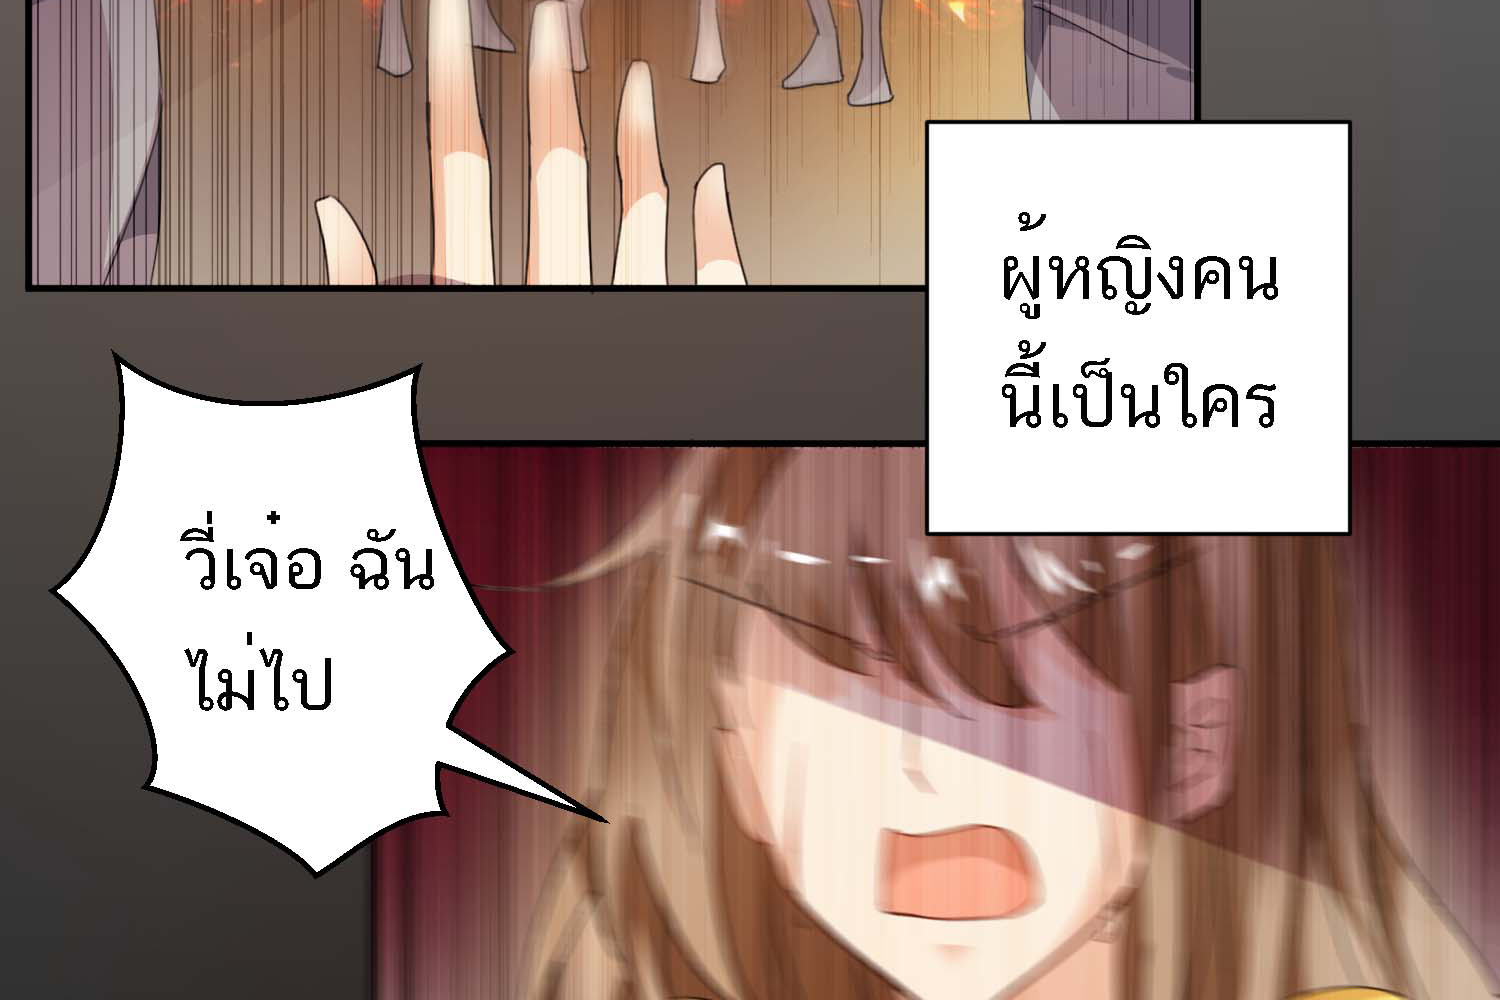 ผู้หญิงคน
นี้เป็นใคร
วี่เจ๋อ ฉัน
ไม่ไป